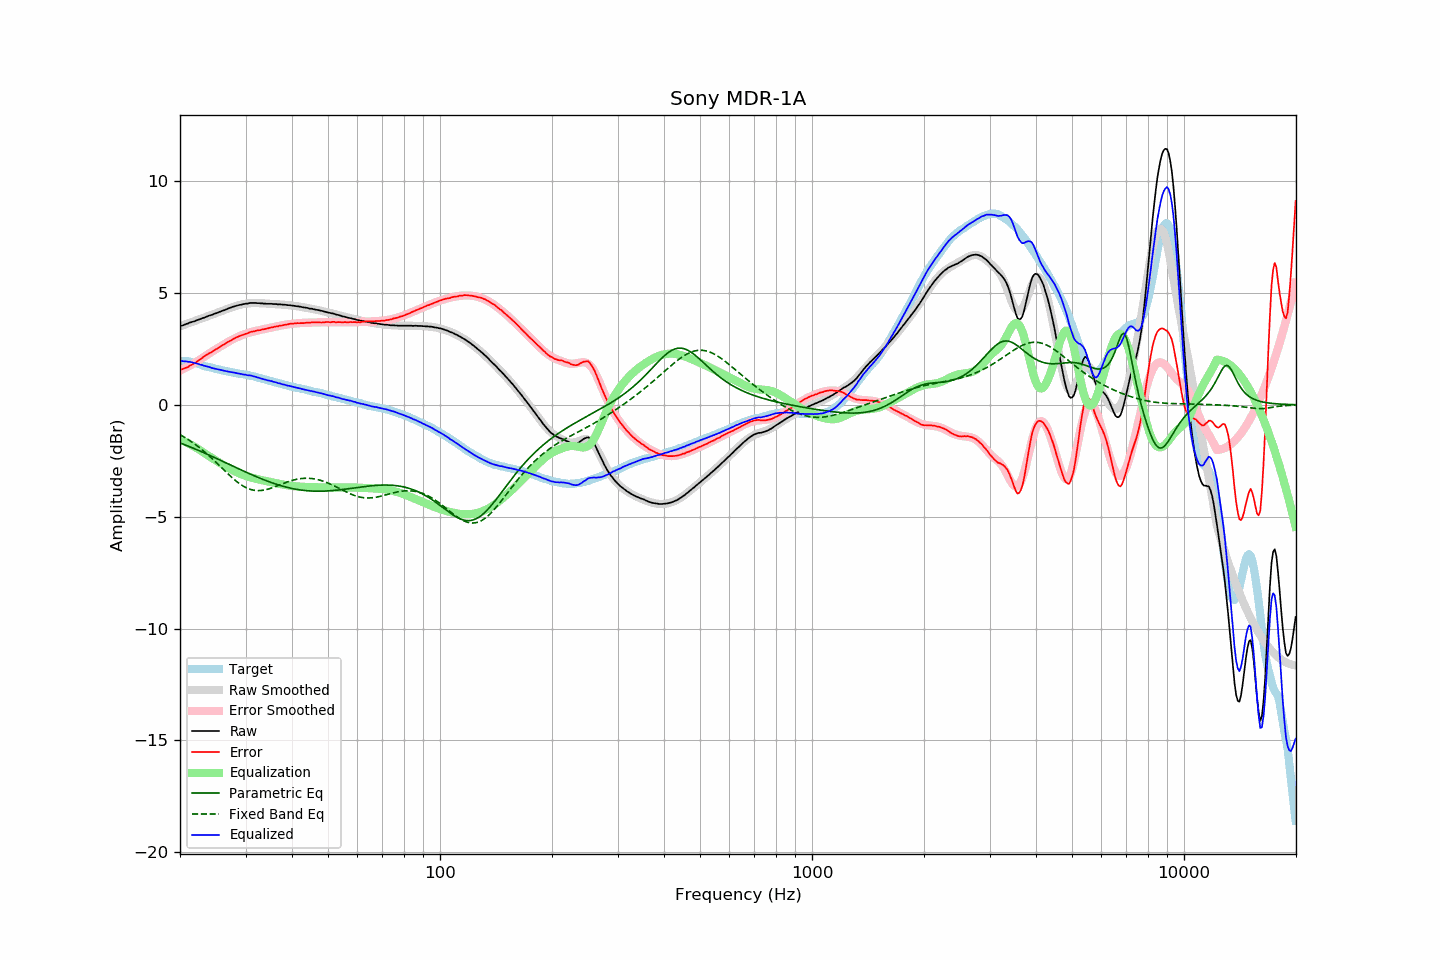 Sony MDR-1A
Amplitude (dBr)
10
5
0
−5
−10
−15
−20
Target
Raw Smoothed
Error Smoothed
Raw
Error
Equalization
Parametric Eq
Fixed Band Eq
Equalized
100
1000
10000
Frequency (Hz)